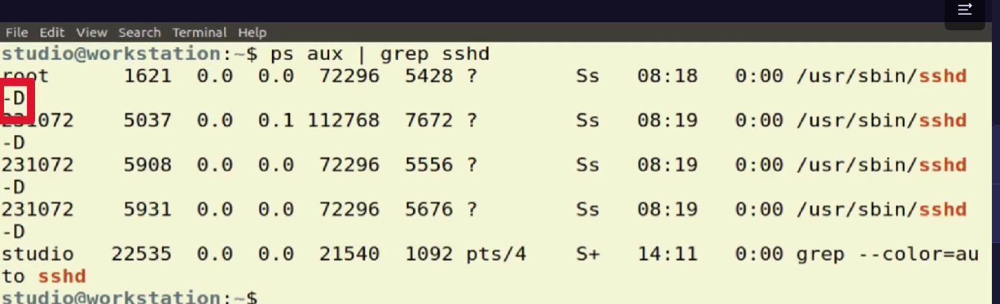 File Edit View Search Terminal Help
studio@workstation:~$ ps aux | grep sshd
root 1621 0.0 0.0 72296 5428 ? Ss 08:18 0:00 /usr/sbin/sshd
-D
231072 5037 0.0 0.1 112768 7672 ? Ss 08:19 0:00 /usr/sbin/sshd
-D
231072 5908 0.0 0.0 72296 5556 ? Ss 08:19 0:00 /usr/sbin/sshd
-D
231072 5931 0.0 0.0 72296 5676 ? Ss 08:19 0:00 /usr/sbin/sshd
-D
studio 22535 0.0 0.0 21540 1092 pts/4 S+ 14:11 0:00 grep --color=au
to sshd
studio@workstation:~$